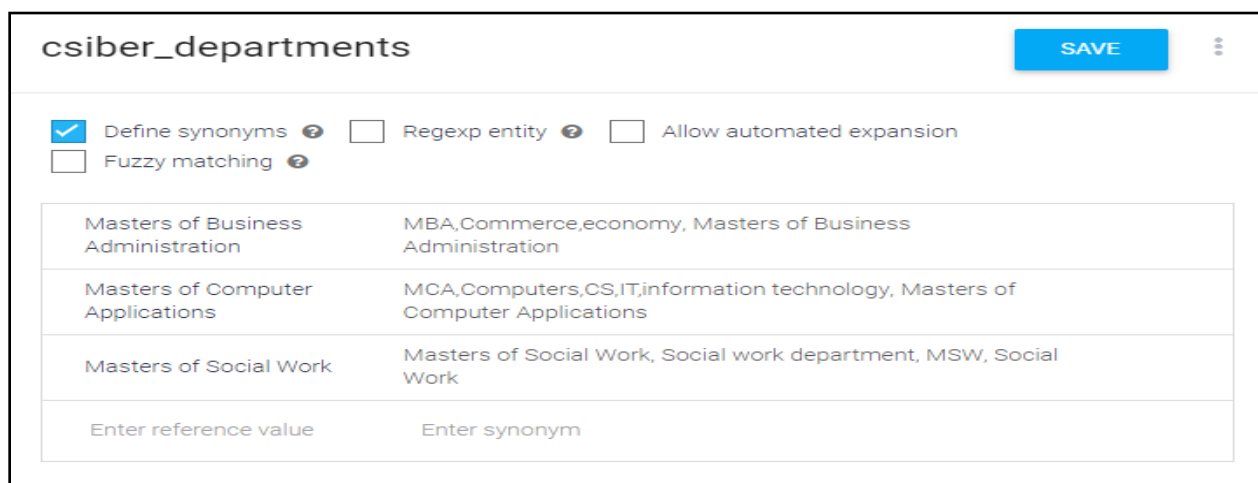 csiber_departments SAVE
Define synonyms Regexp entity Allow automated expansion
Fuzzy matching
Masters of Business MBA,Commerce,economy, Masters of Business
Administration Administration
Masters of Computer MCA,Computers,CS,IT,information technology, Masters of
Applications Computer Applications
Masters of Social Work Masters of Social Work, Social work department, MSW, Social
Work
Enter reference value Enter synonym